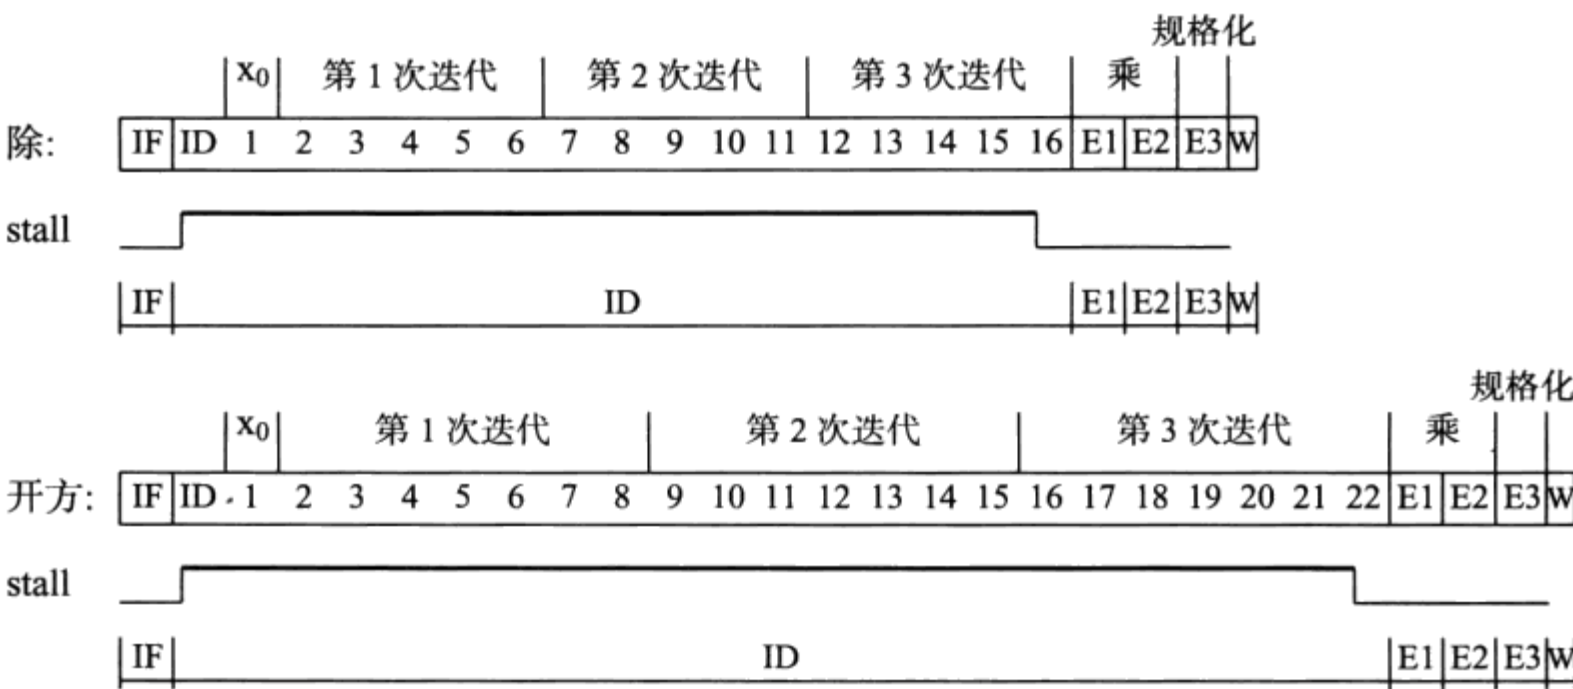 规格化
x₀ 第 1 次迭代 第 2 次迭代 第 3 次迭代 乘
除: IF ID 1 2 3 4 5 6 7 8 9 10 11 12 13 14 15 16 E1 E2 E3 W
stall
IF ID E1 E2 E3 W
规格化
x₀ 第 1 次迭代 第 2 次迭代 第 3 次迭代 乘
开方: IF ID 1 2 3 4 5 6 7 8 9 10 11 12 13 14 15 16 17 18 19 20 21 22 E1 E2 E3 W
stall
IF ID E1 E2 E3 W